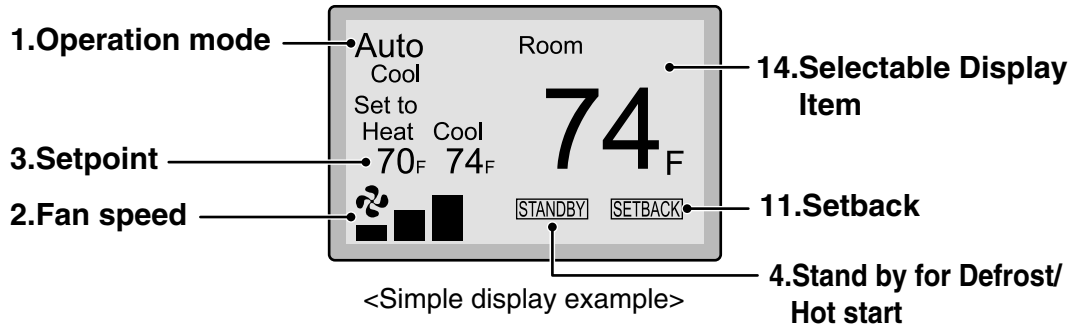 1.Operation mode
Auto
Cool
Room
Set to
Heat Cool
70F 74F
74F
3.Setpoint
2.Fan speed
STANDBY SETBACK
14.Selectable Display
Item
11.Setback
4.Stand by for Defrost/
Hot start
<Simple display example>